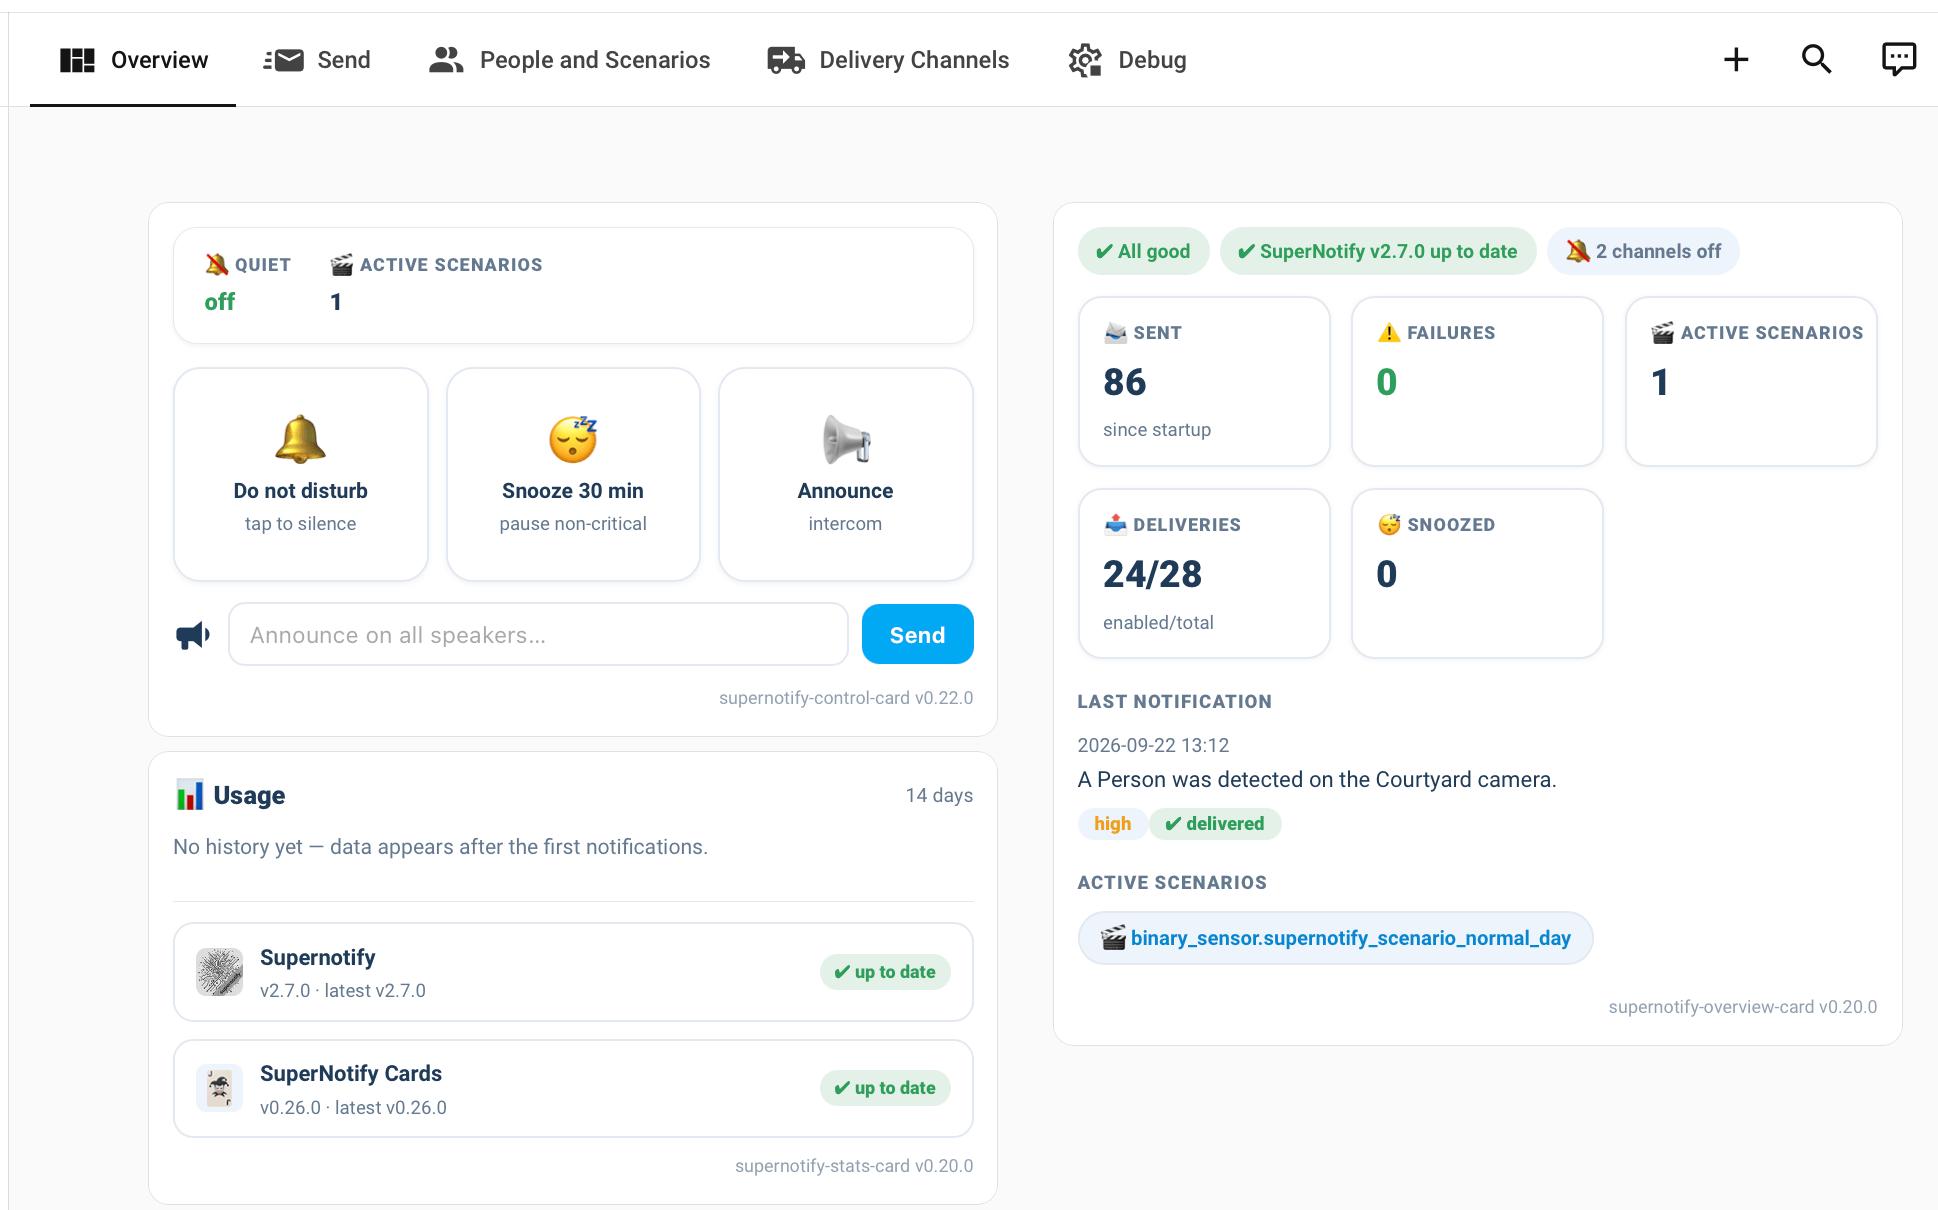 Overview
Send
People and Scenarios
Delivery Channels
Debug
QUIET
off
ACTIVE SCENARIOS
1
Do not disturb
tap to silence
Snooze 30 min
pause non-critical
Announce
intercom
Announce on all speakers...
Send
supernotify-control-card v0.22.0
Usage
14 days
No history yet — data appears after the first notifications.
Supernotify
v2.7.0 · latest v2.7.0
✔ up to date
SuperNotify Cards
v0.26.0 · latest v0.26.0
✔ up to date
supernotify-stats-card v0.20.0
✔ All good
✔ SuperNotify v2.7.0 up to date
2 channels off
SENT
86
since startup
FAILURES
0
ACTIVE SCENARIOS
1
DELIVERIES
24/28
enabled/total
SNOOZED
0
LAST NOTIFICATION
2026-09-22 13:12
A Person was detected on the Courtyard camera.
high
✔ delivered
ACTIVE SCENARIOS
binary_sensor.supernotify_scenario_normal_day
supernotify-overview-card v0.20.0